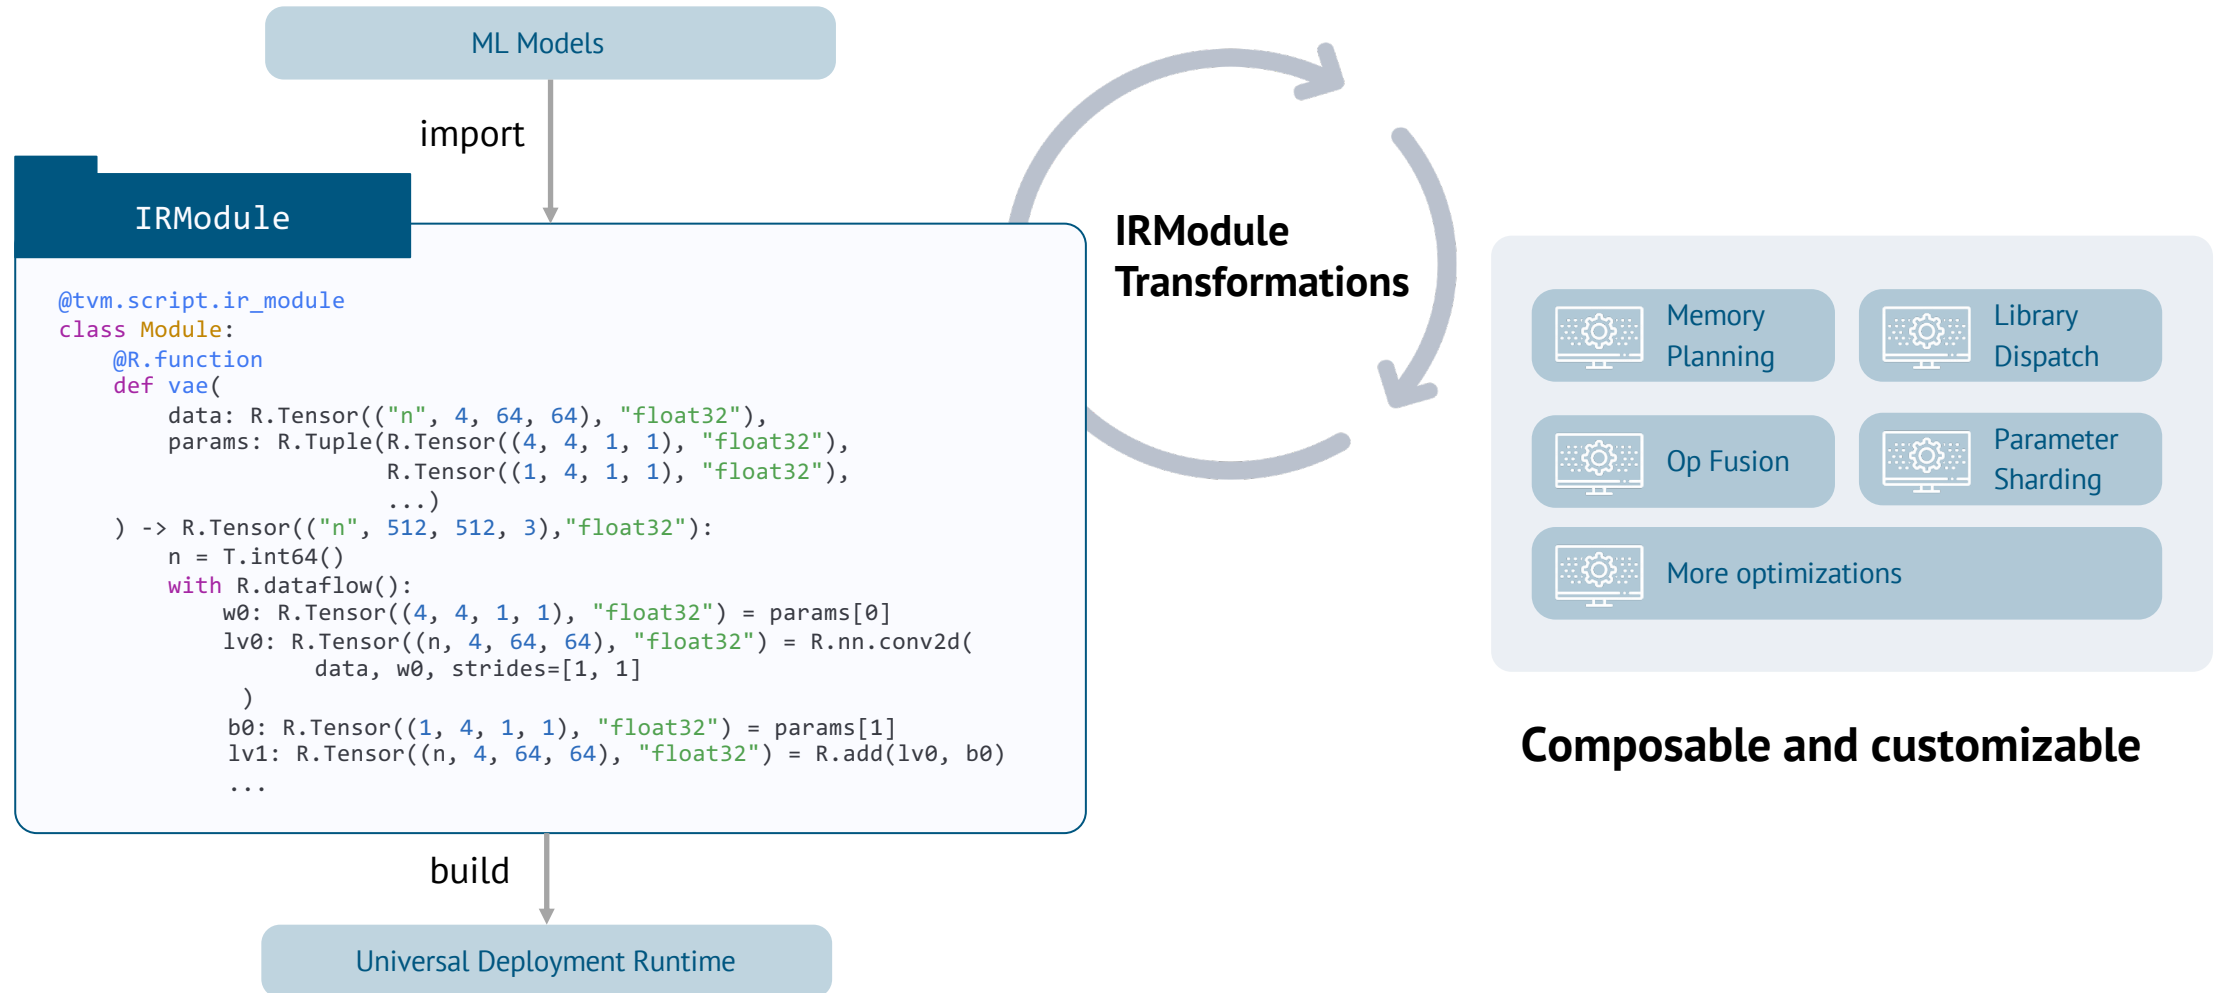 ML Models
import
IRModule
@tvm.script.ir_module
class Module:
    @R.function
    def vae(
        data: R.Tensor(("n", 4, 64, 64), "float32"),
        params: R.Tuple(R.Tensor((4, 4, 1, 1), "float32"),
                        R.Tensor((1, 4, 1, 1), "float32"),
                        ...)
    ) -> R.Tensor(("n", 512, 512, 3),"float32"):
        n = T.int64()
        with R.dataflow():
            w0: R.Tensor((4, 4, 1, 1), "float32") = params[0]
            lv0: R.Tensor((n, 4, 64, 64), "float32") = R.nn.conv2d(
                   data, w0, strides=[1, 1]
             )
            b0: R.Tensor((1, 4, 1, 1), "float32") = params[1]
            lv1: R.Tensor((n, 4, 64, 64), "float32") = R.add(lv0, b0)
            ...
build
Universal Deployment Runtime
IRModule
Transformations
Memory
Planning
Library
Dispatch
Op Fusion
Parameter
Sharding
More optimizations
Composable and customizable